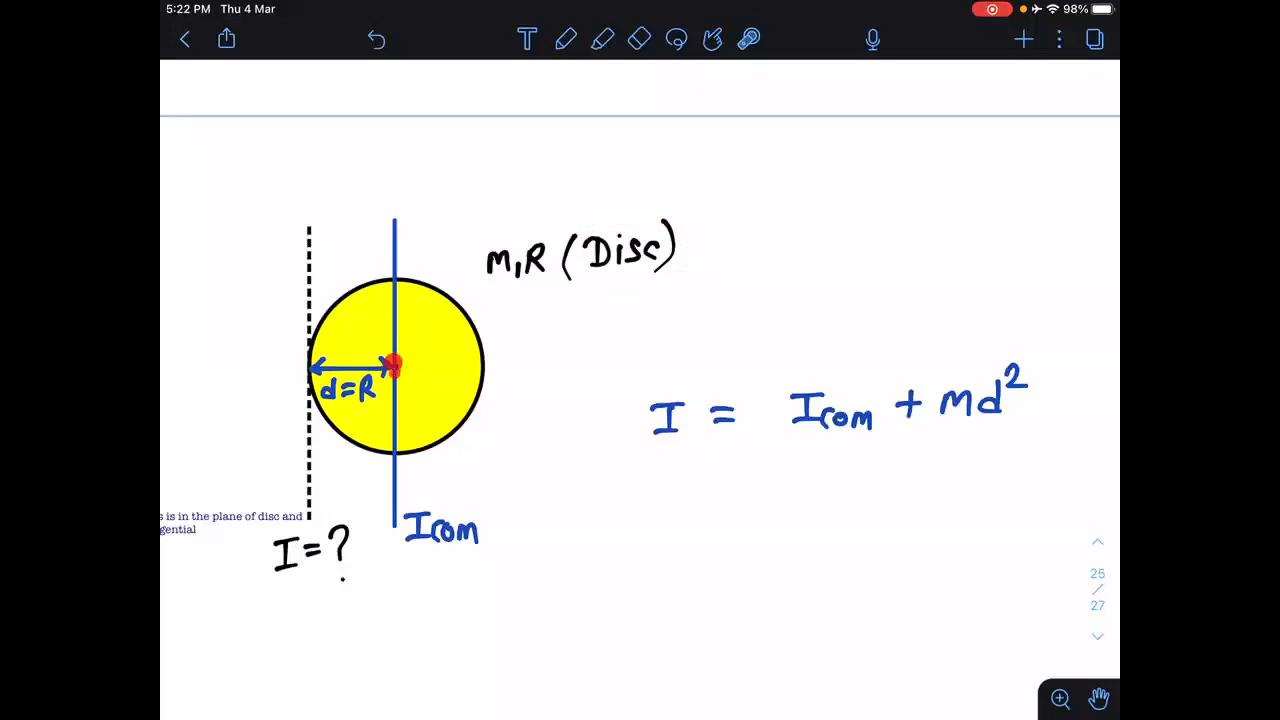 5:22 PM Thu 4 Mar
98%
m,R (Disc)
d=R
I = Icom + md²
s is in the plane of disc and
gential
I=?
Icom
25
/
27